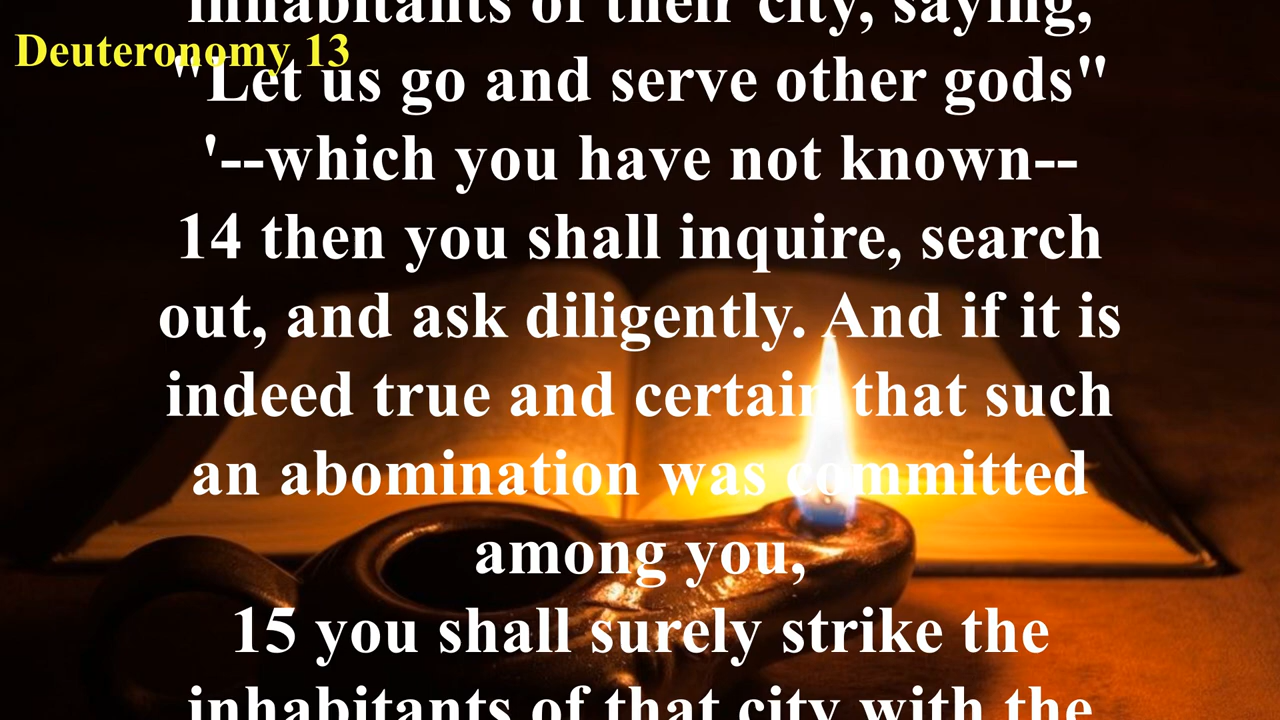 inhabitants of their city, saying,
Deuteronomy 13
"Let us go and serve other gods"
'--which you have not known--
14 then you shall inquire, search
out, and ask diligently. And if it is
indeed true and certain that such
an abomination was committed
among you,
15 you shall surely strike the
inhabitants of that city with the